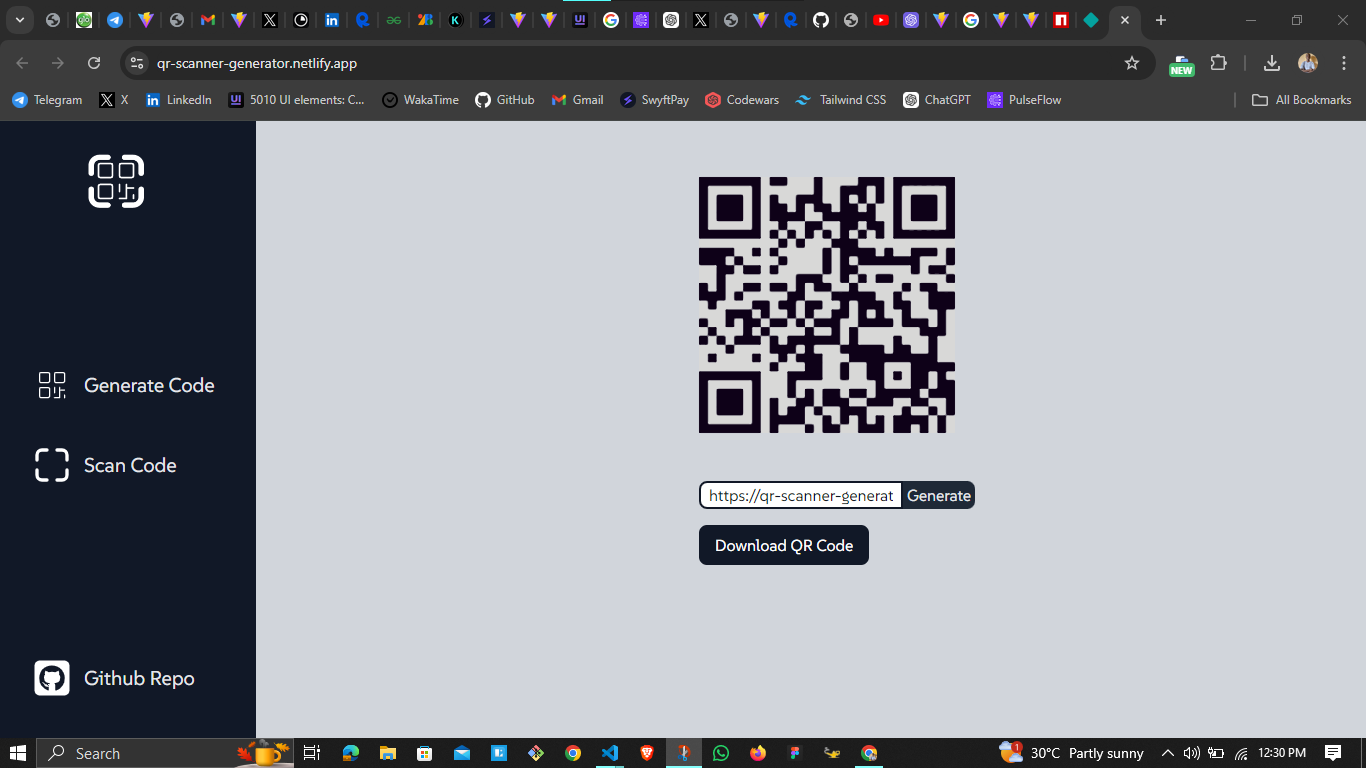 qr-scanner-generator.netlify.app
NEW
Telegram X LinkedIn 5010 UI elements: C... WakaTime GitHub Gmail SwyftPay Codewars Tailwind CSS ChatGPT PulseFlow All Bookmarks
Generate Code
Scan Code
Github Repo
https://qr-scanner-generat Generate
Download QR Code
Search 1 30°C Partly sunny 12:30 PM